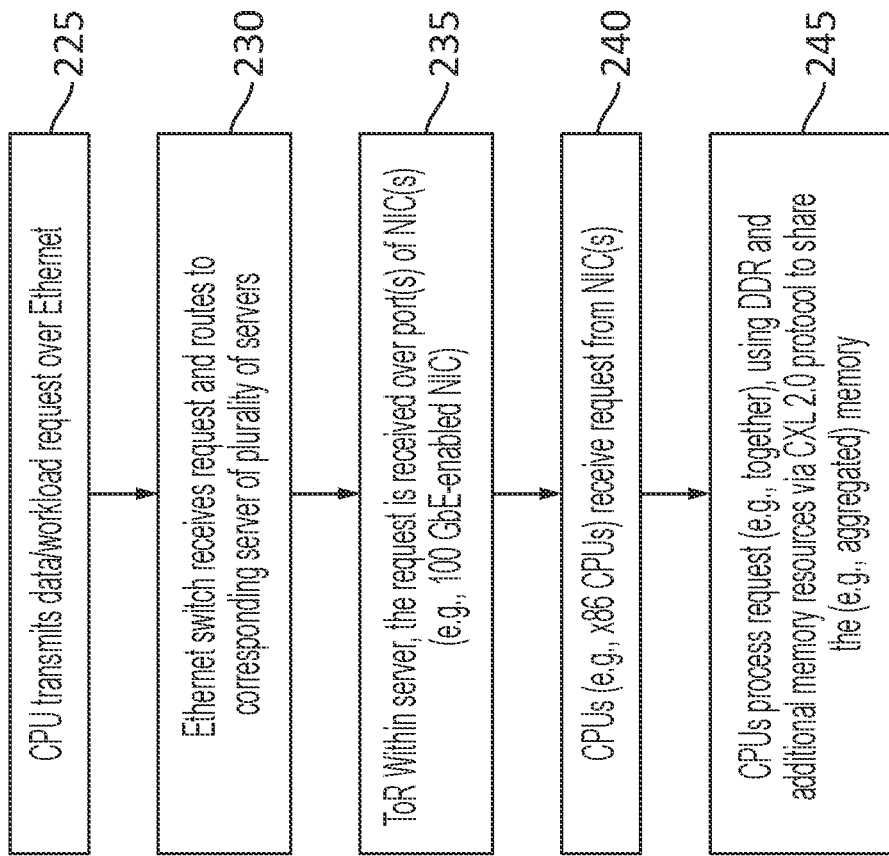 CPU transmits data/workload request over Ethernet
225
Ethernet switch receives request and routes to
corresponding server of plurality of servers
230
ToR Within server, the request is received over port(s) of NIC(s)
(e.g., 100 GbE-enabled NIC)
235
CPUs (e.g., x86 CPUs) receive request from NIC(s)
240
CPUs process request (e.g., together), using DDR and
additional memory resources via CXL 2.0 protocol to share
the (e.g., aggregated) memory
245